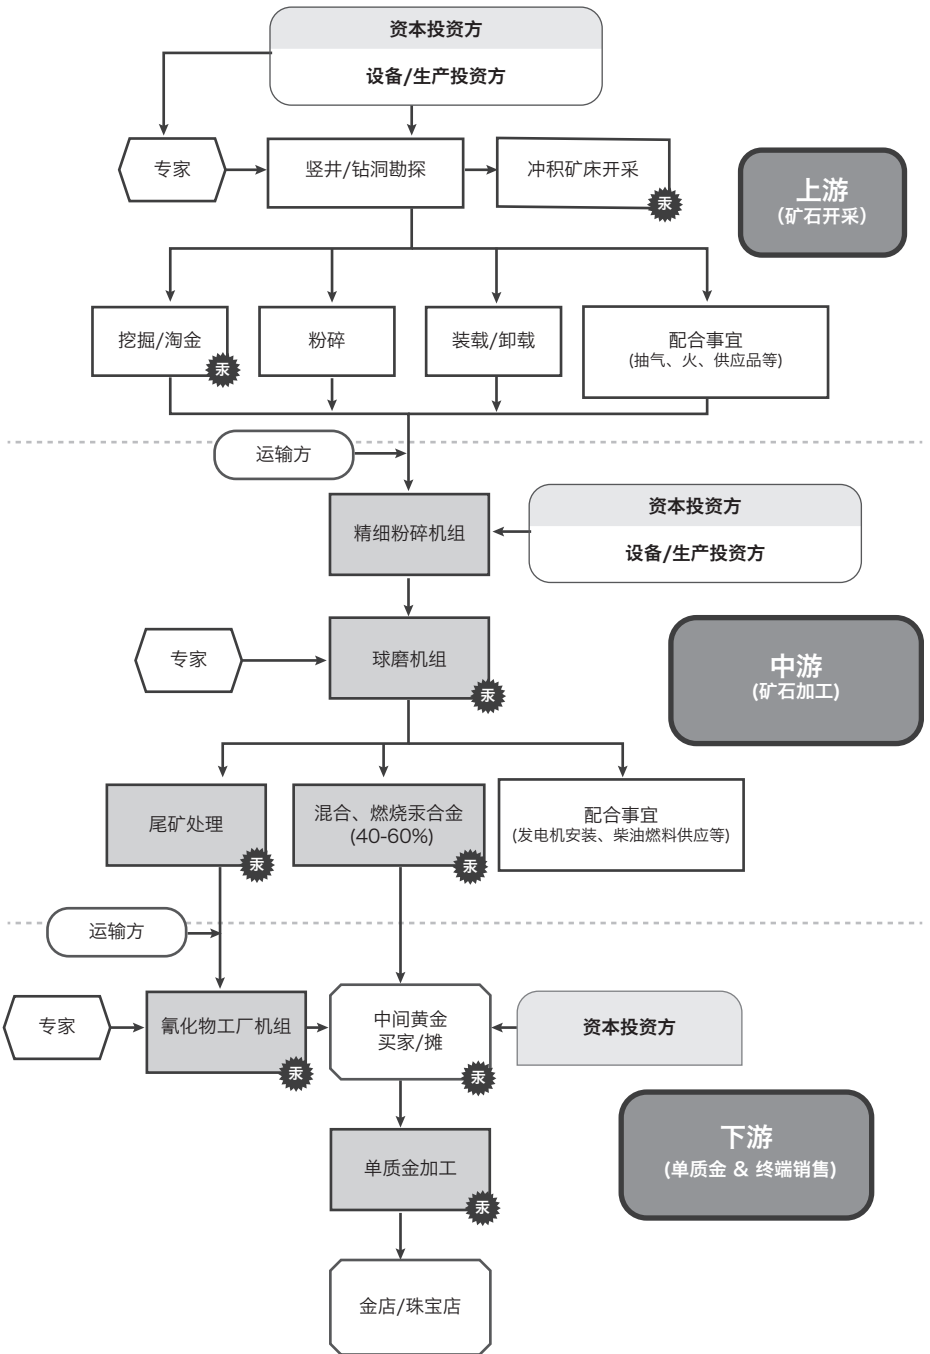 资本投资方
设备/生产投资方
专家
竖井/钻洞勘探
冲积矿床开采
汞
上游
（矿石开采）
挖掘/淘金
汞
粉碎
装载/卸载
配合事宜
(抽气、火、供应品等)
运输方
精细粉碎机组
资本投资方
设备/生产投资方
专家
球磨机组
汞
中游
(矿石加工)
尾矿处理
汞
混合、燃烧汞合金
(40-60%)
汞
配合事宜
(发电机安装、柴油燃料供应等)
运输方
专家
氰化物工厂机组
汞
中间黄金
买家/摊
汞
资本投资方
下游
(单质金 & 终端销售)
单质金加工
汞
金店/珠宝店